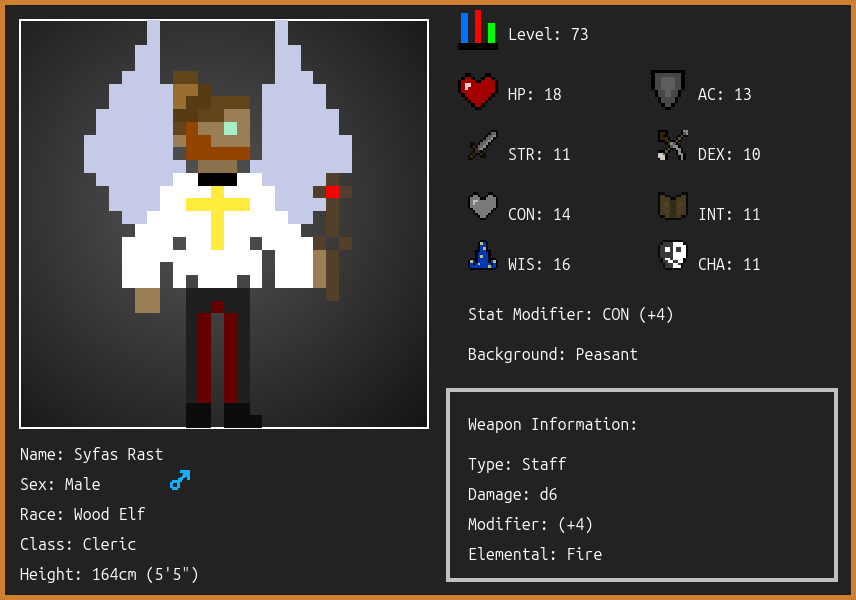 Level: 73
HP: 18
AC: 13
STR: 11
DEX: 10
CON: 14
INT: 11
WIS: 16
CHA: 11
Stat Modifier: CON (+4)
Background: Peasant
Weapon Information:
Type: Staff
Damage: d6
Modifier: (+4)
Elemental: Fire
Name: Syfas Rast
Sex: Male
Race: Wood Elf
Class: Cleric
Height: 164cm (5'5")